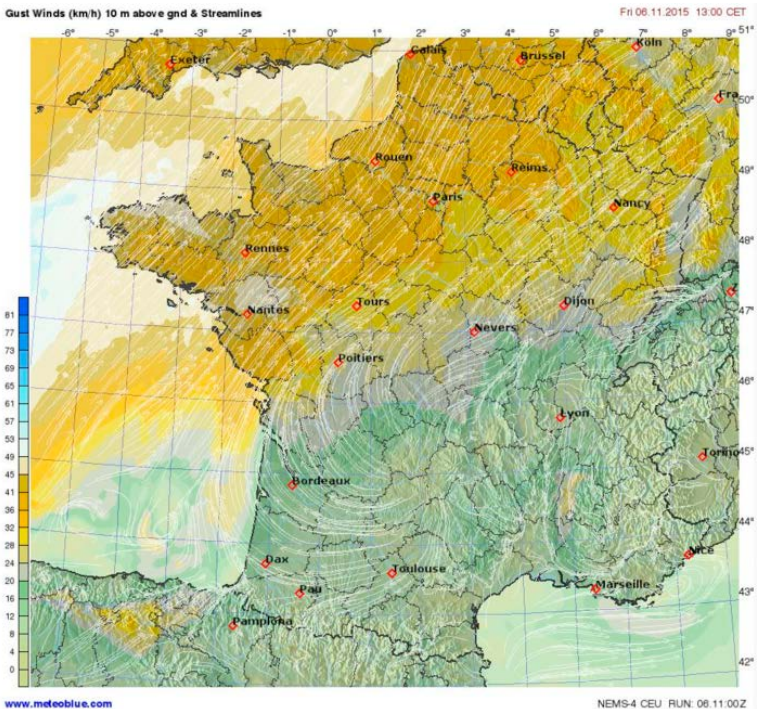 Gust Winds (km/h) 10 m above gnd & Streamlines
Fri 06.11.2015 13:00 CET
-6° -5° -4° -3° -2° -1° 0° 1° 2° 3° 4° 5° 6° 7° 8° 9° 51°
Exeter
Calais
Brussel
Köln
Fra
50°
Rouen
Reims
49°
Paris
Nancy
Rennes
48°
Nantes
Tours
Dijon
47°
Nevers
Poitiers
46°
Lyon
Torino
45°
Bordeaux
44°
Dax
Toulouse
Nice
Pau
Marseille
43°
Pamplona
42°
81
77
73
69
65
61
57
53
49
45
41
36
32
28
24
20
16
12
8
4
0
www.meteoblue.com
NEMS-4 CEU RUN: 06.11:00Z